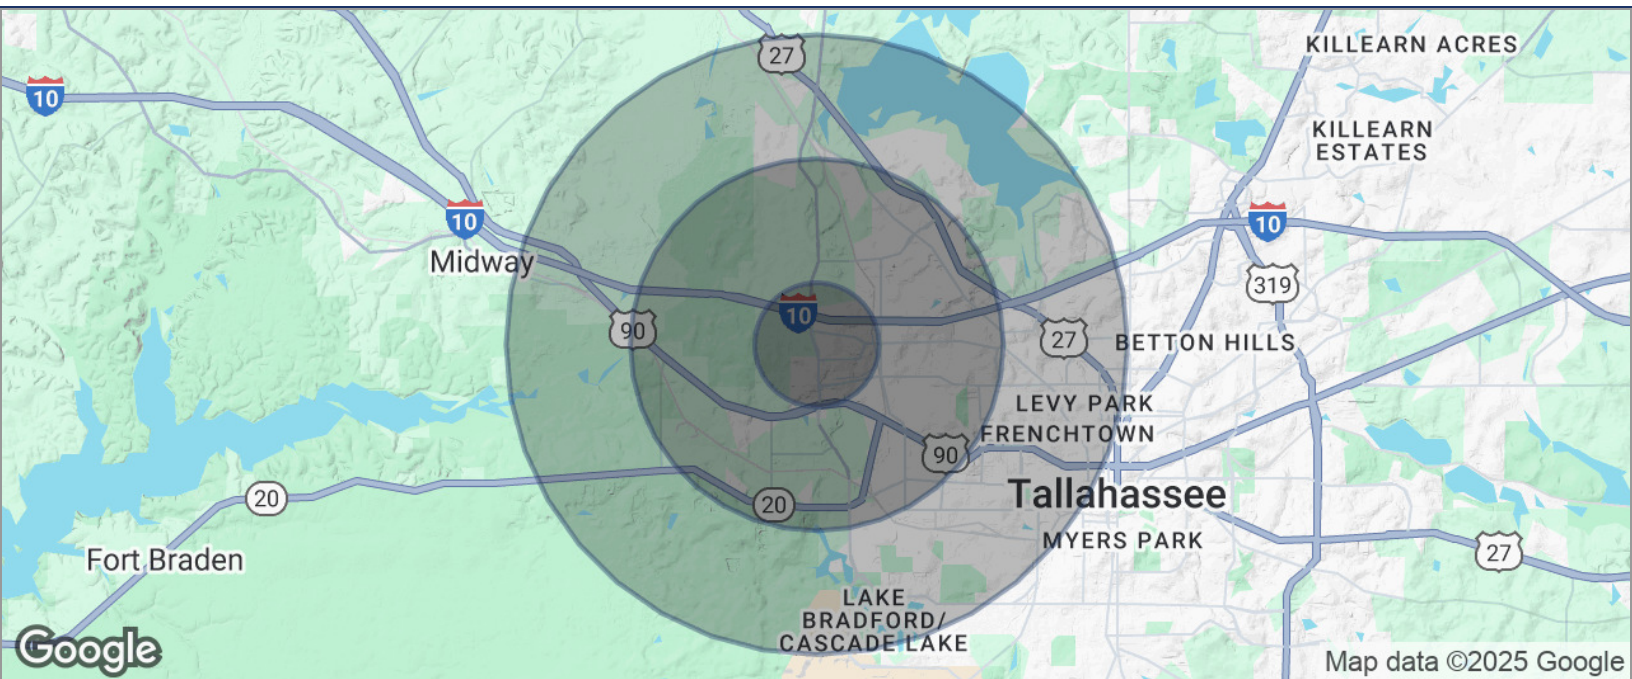 27
KILLEARN ACRES
10
KILLEARN
ESTATES
10
10
Midway
319
10
90
27
BETTON HILLS
LEVY PARK
FRENCHTOWN
90
Tallahassee
20
20
MYERS PARK
27
Fort Braden
LAKE
BRADFORD/
CASCADE LAKE
Google
Map data ©2025 Google